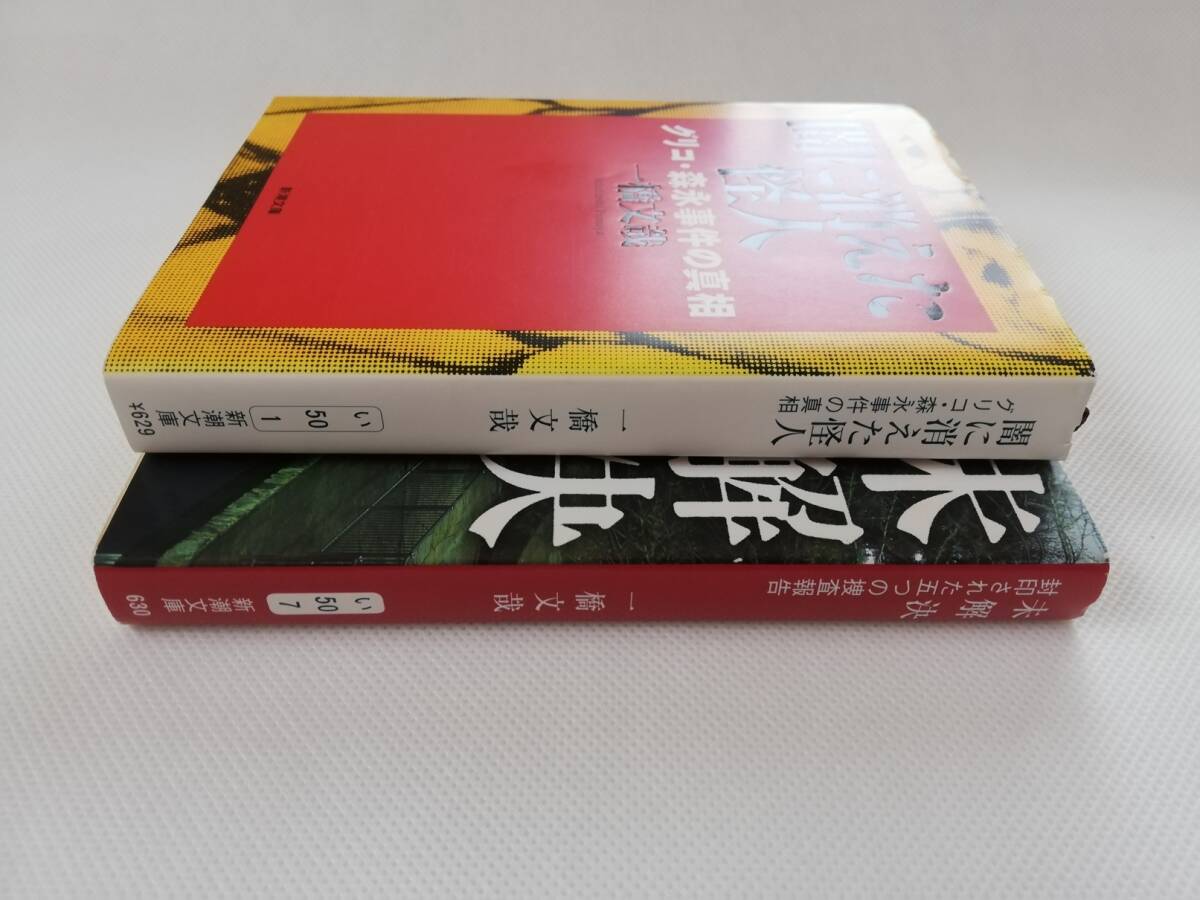 闇に消えた
怪人
グリコ・森永事件の真相
一橋文哉
新潮文庫
闇に消えた怪人
グリコ・森永事件の真相
一橋文哉
い
50
1
新潮文庫
¥629
未解決
未解決
封印された五つの捜査報告
一橋文哉
い
50
7
新潮文庫
630